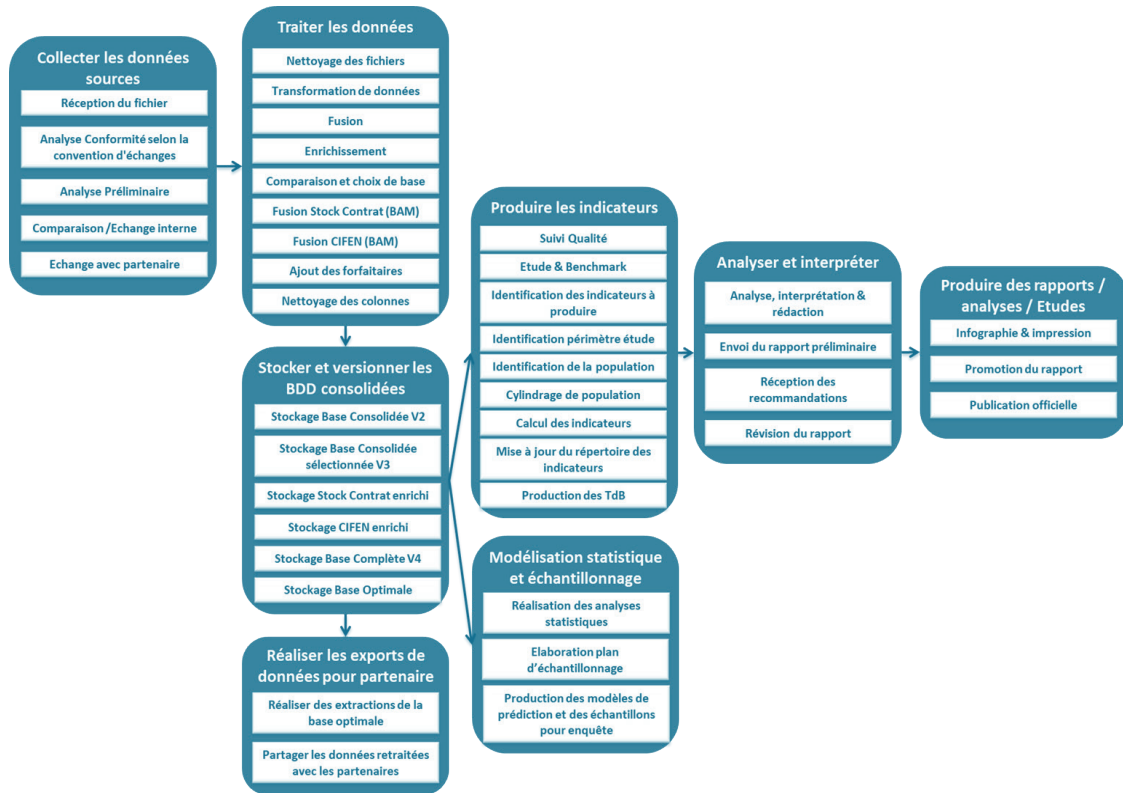 Collecter les données
sources
Réception du fichier
Analyse Conformité selon la
convention d'échanges
Analyse Préliminaire
Comparaison /Echange interne
Echange avec partenaire
Traiter les données
Nettoyage des fichiers
Transformation de données
Fusion
Enrichissement
Comparaison et choix de base
Fusion Stock Contrat (BAM)
Fusion CIFEN (BAM)
Ajout des forfaitaires
Nettoyage des colonnes
Stocker et versionner les
BDD consolidées
Stockage Base Consolidée V2
Stockage Base Consolidée
sélectionnée V3
Stockage Stock Contrat enrichi
Stockage CIFEN enrichi
Stockage Base Complète V4
Stockage Base Optimale
Réaliser les exports de
données pour partenaire
Réaliser des extractions de la
base optimale
Partager les données retraitées
avec les partenaires
Produire les indicateurs
Suivi Qualité
Etude & Benchmark
Identification des indicateurs à
produire
Identification périmètre étude
Identification de la population
Cylindrage de population
Calcul des indicateurs
Mise à jour du répertoire des
indicateurs
Production des TdB
Modélisation statistique
et échantillonnage
Réalisation des analyses
statistiques
Elaboration plan
d'échantillonnage
Production des modèles de
prédiction et des échantillons
pour enquête
Analyser et interpréter
Analyse, interprétation &
rédaction
Envoi du rapport préliminaire
Réception des
recommandations
Révision du rapport
Produire des rapports /
analyses / Etudes
Infographie & impression
Promotion du rapport
Publication officielle